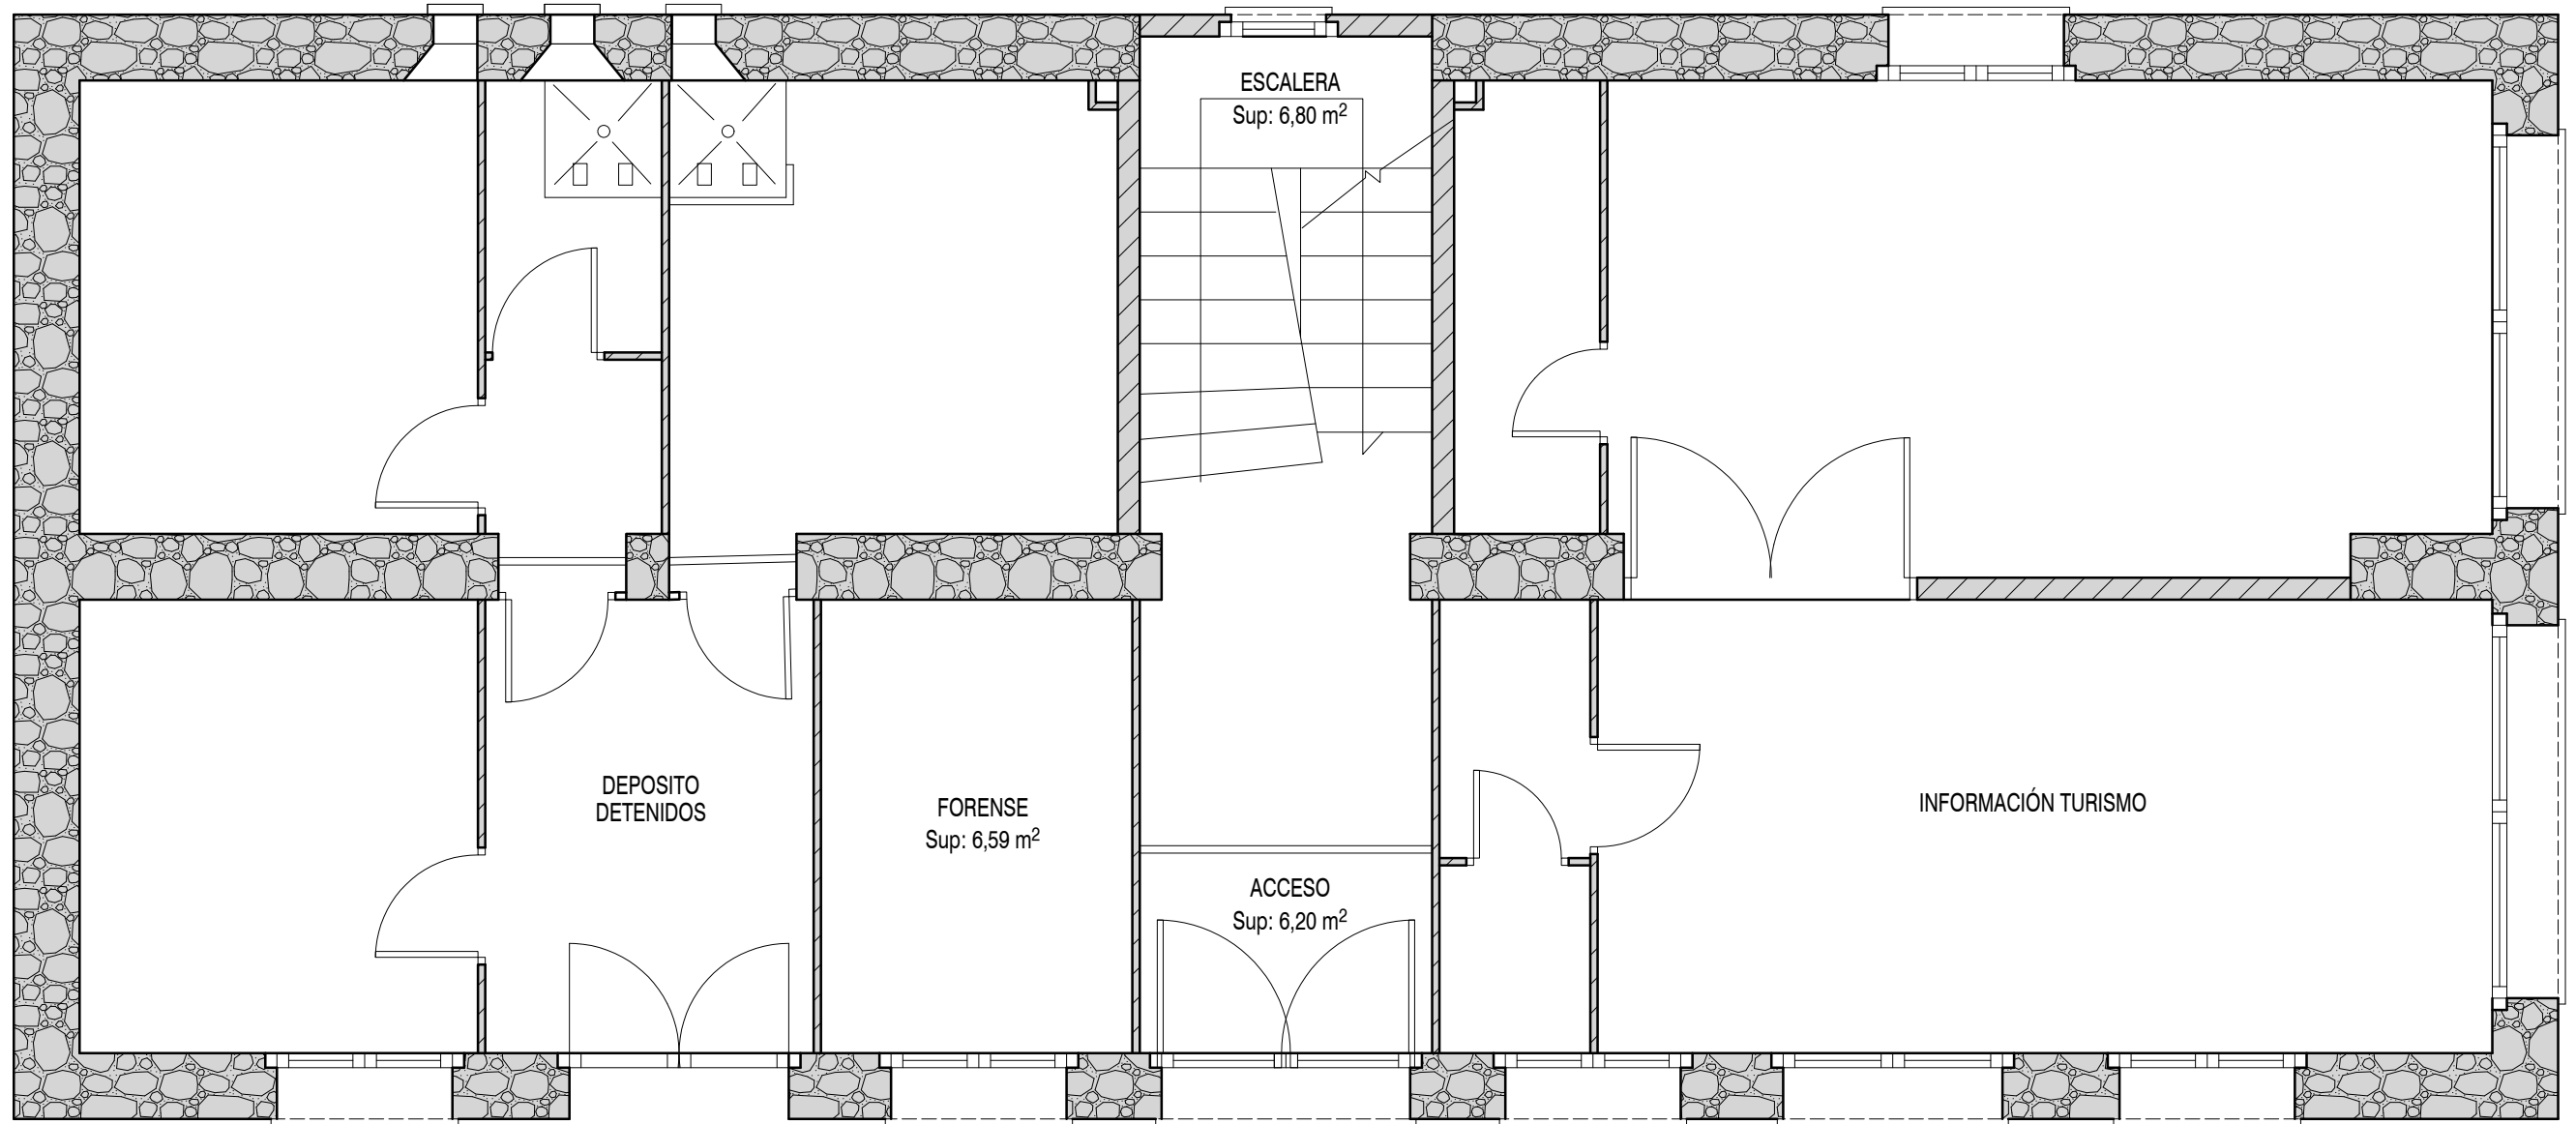 ESCALERA
Sup: 6,80 m²
DEPOSITO
DETENIDOS
FORENSE
Sup: 6,59 m²
ACCESO
Sup: 6,20 m²
INFORMACIÓN TURISMO